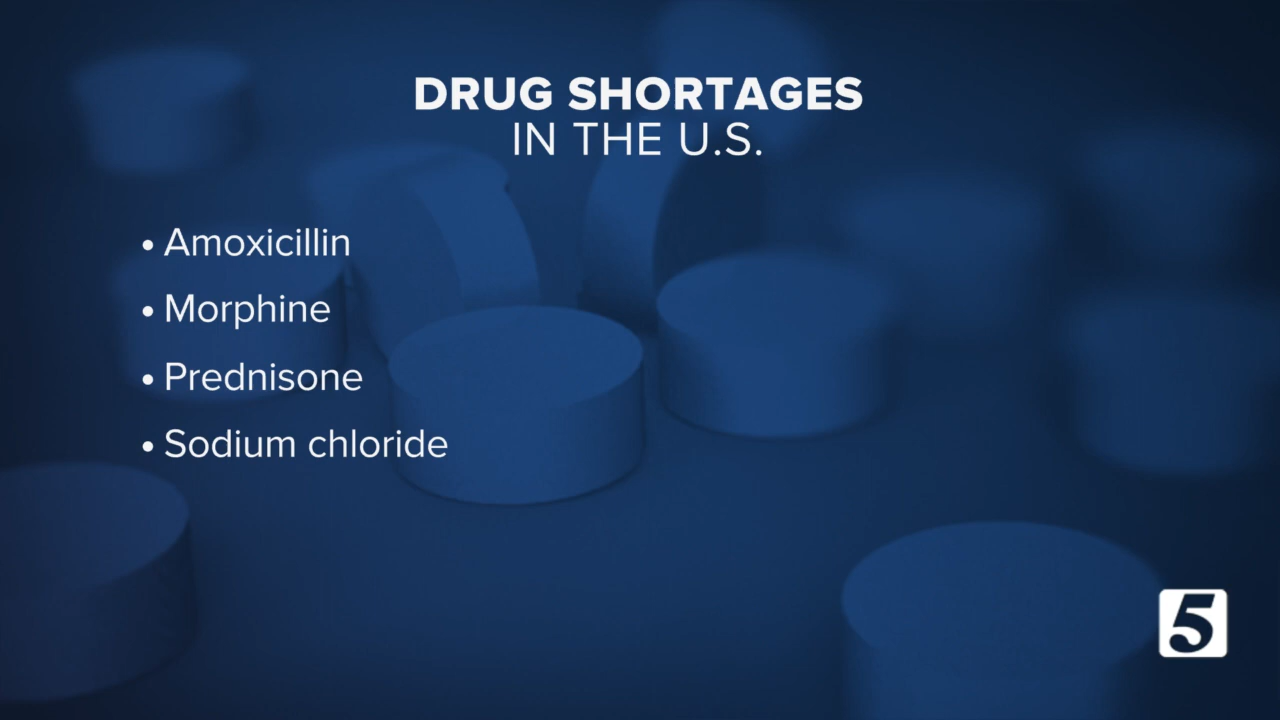 DRUG SHORTAGES
IN THE U.S.
• Amoxicillin
• Morphine
• Prednisone
• Sodium chloride
5